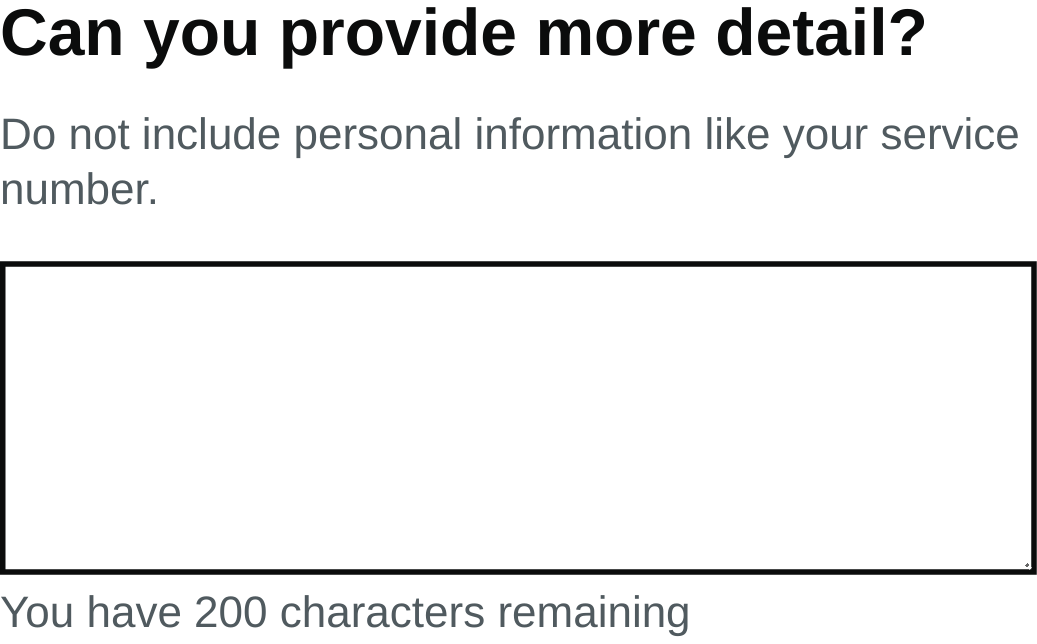 Can you provide more detail?
Do not include personal information like your service
number.
You have 200 characters remaining